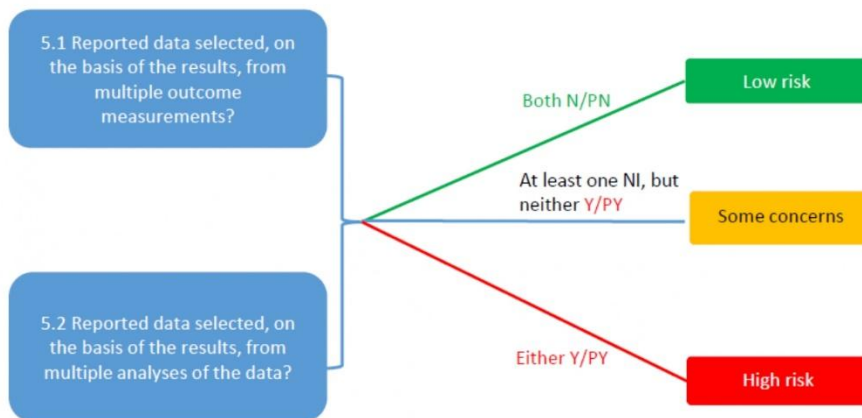 5.1 Reported data selected, on
the basis of the results, from
multiple outcome
measurements?
5.2 Reported data selected, on
the basis of the results, from
multiple analyses of the data?
Both N/PN
At least one NI, but
neither Y/PY
Either Y/PY
Low risk
Some concerns
High risk